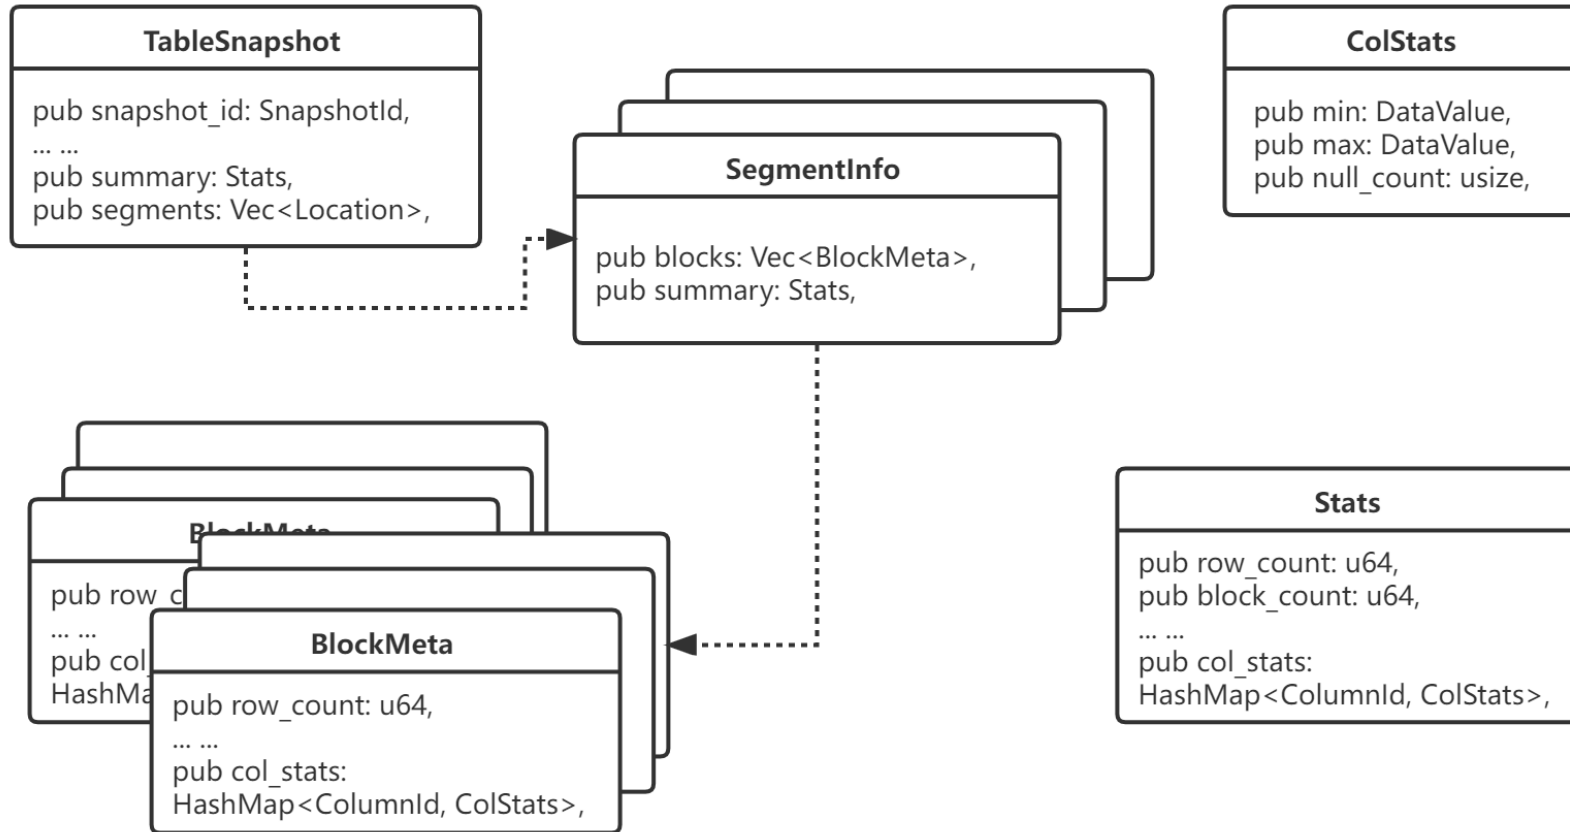 TableSnapshot
pub snapshot_id: SnapshotId,
... ...
pub summary: Stats,
pub segments: Vec<Location>,
SegmentInfo
pub blocks: Vec<BlockMeta>,
pub summary: Stats,
ColStats
pub min: DataValue,
pub max: DataValue,
pub null_count: usize,
BlockMeta
pub row_c
... ...
pub col_
HashMa
BlockMeta
pub row_count: u64,
... ...
pub col_stats:
HashMap<ColumnId, ColStats>,
Stats
pub row_count: u64,
pub block_count: u64,
... ...
pub col_stats:
HashMap<ColumnId, ColStats>,